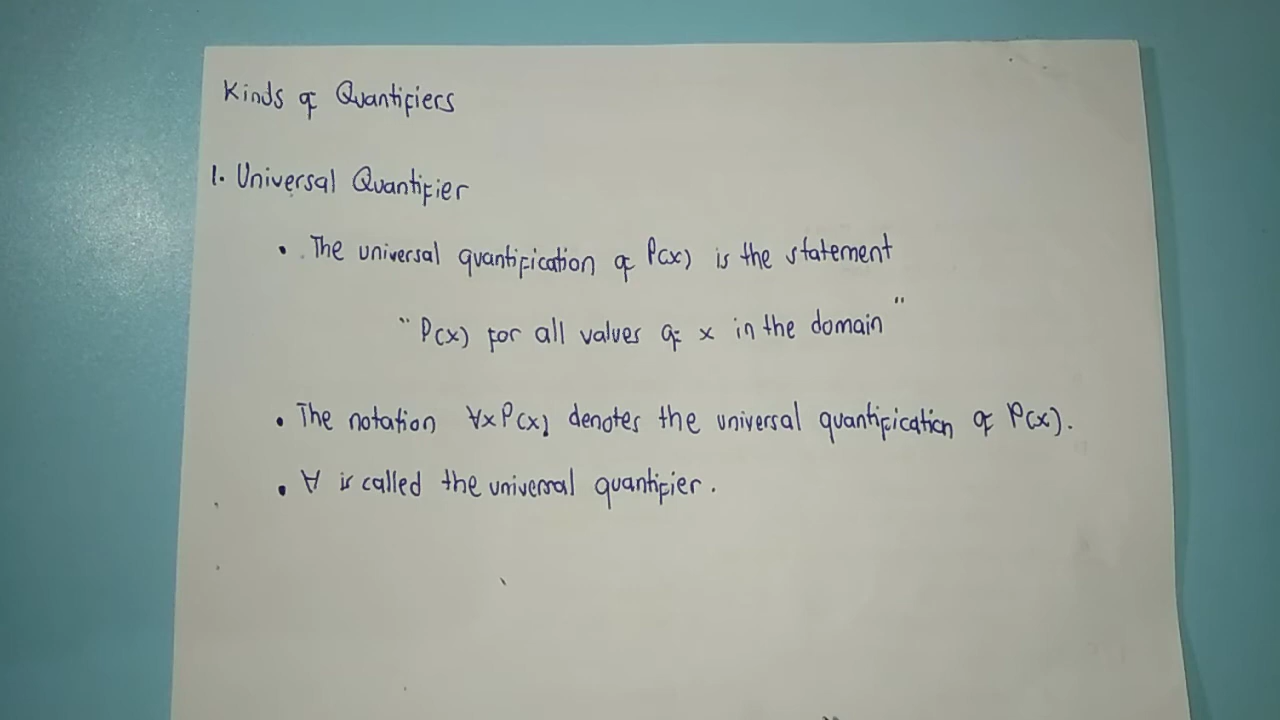 Kinds of Quantifiers
1. Universal Quantifier
• The universal quantification of P(x) is the statement
" P(x) for all values of x in the domain "
• The notation ∀x P(x) denotes the universal quantification of P(x).
• ∀ is called the universal quantifier.